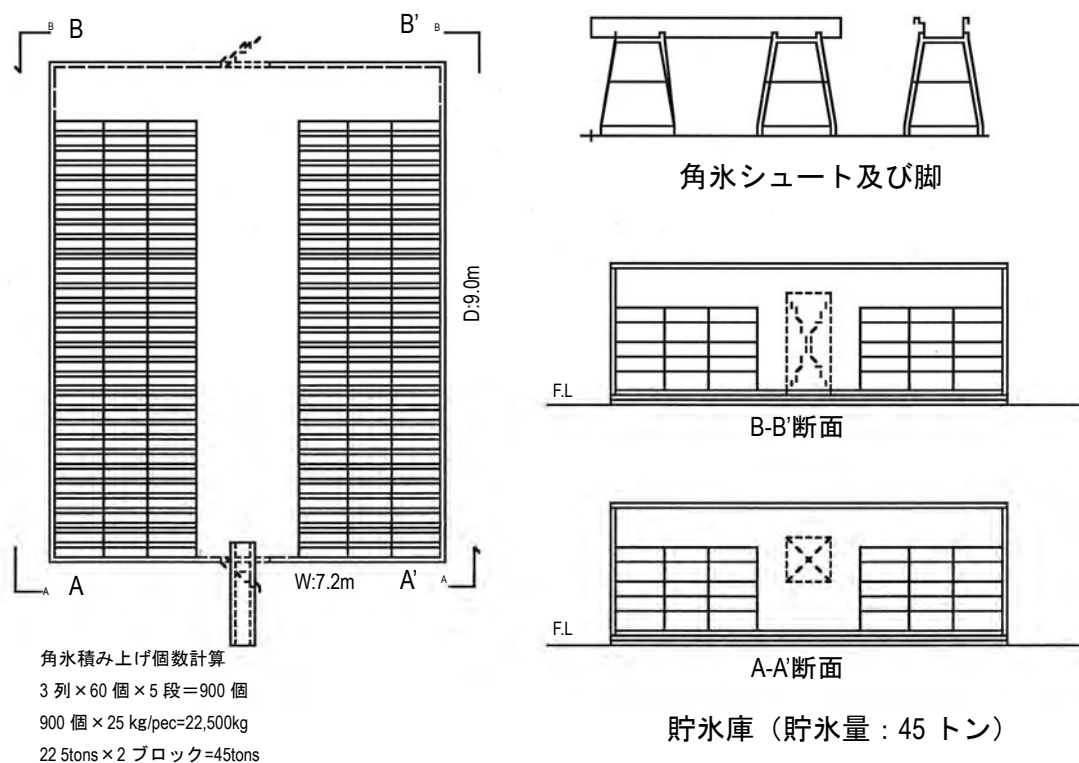 B B B' B
D:9.0m
A A W:7.2m A' A
角氷積み上げ個数計算
3 列×60 個×5 段=900 個
900 個×25 kg/pec=22,500kg
22 5tons×2 ブロック=45tons
角氷シュート及び脚
F.L
B-B'断面
F.L
A-A'断面
貯氷庫（貯氷量：45 トン）